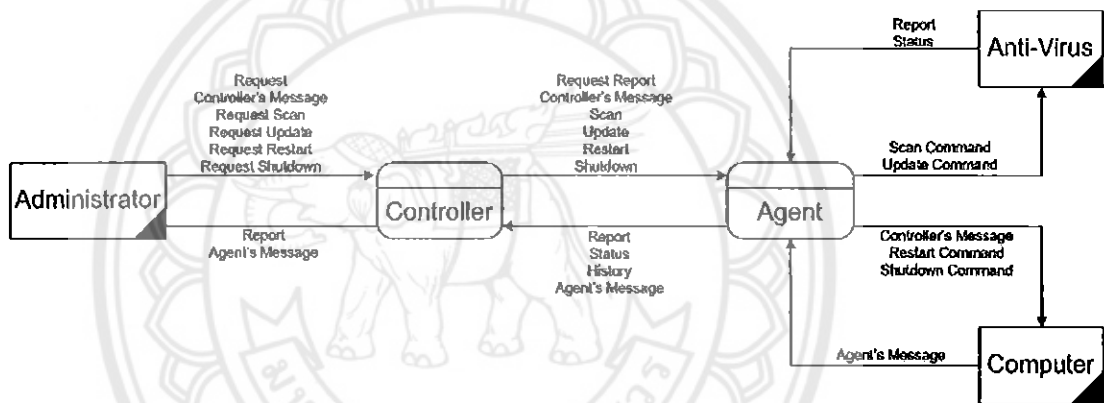 Report
Status
Anti-Virus
Request
Controller's Message
Request Scan
Request Update
Request Restart
Request Shutdown
Request Report
Controller's Message
Scan
Update
Restart
Shutdown
Scan Command
Update Command
Administrator
Controller
Agent
Report
Agent's Message
Report
Status
History
Agent's Message
Controller's Message
Restart Command
Shutdown Command
Agent's Message
Computer